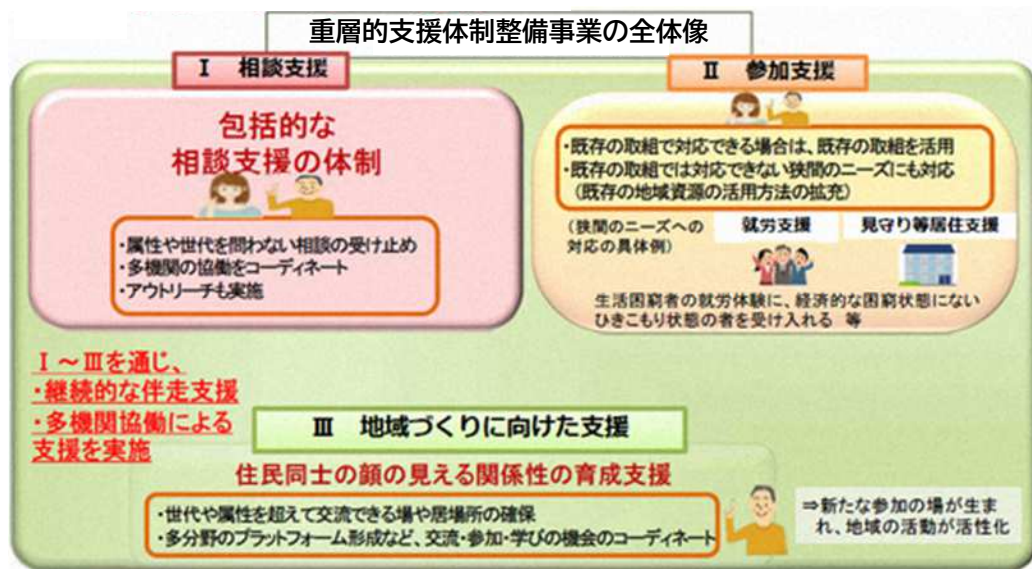 重層的支援体制整備事業の全体像
Ⅰ 相談支援
包括的な
相談支援の体制
・属性や世代を問わない相談の受け止め
・多機関の協働をコーディネート
・アウトリーチも実施
Ⅱ 参加支援
・既存の取組で対応できる場合は、既存の取組を活用
・既存の取組では対応できない狭間のニーズにも対応
(既存の地域資源の活用方法の拡充)
(狭間のニーズへの
対応の具体例)
就労支援
見守り等居住支援
生活困窮者の就労体験に、経済的な困窮状態にない
ひきこもり状態の者を受け入れる 等
Ⅰ～Ⅲを通じ、
・継続的な伴走支援
・多機関協働による
支援を実施
Ⅲ 地域づくりに向けた支援
住民同士の顔の見える関係性の育成支援
・世代や属性を超えて交流できる場や居場所の確保
・多分野のプラットフォーム形成など、交流・参加・学びの機会のコーディネート
⇒新たな参加の場が生ま
れ、地域の活動が活性化